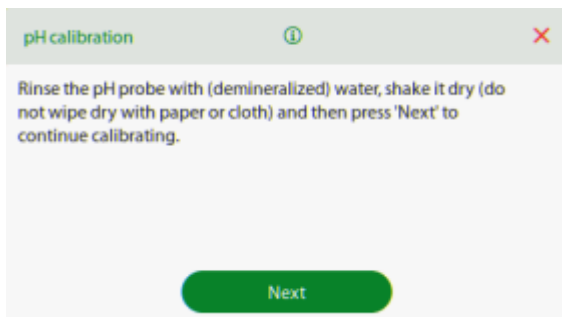 pH calibration
Rinse the pH probe with (demineralized) water, shake it dry (do
not wipe dry with paper or cloth) and then press 'Next' to
continue calibrating.
Next